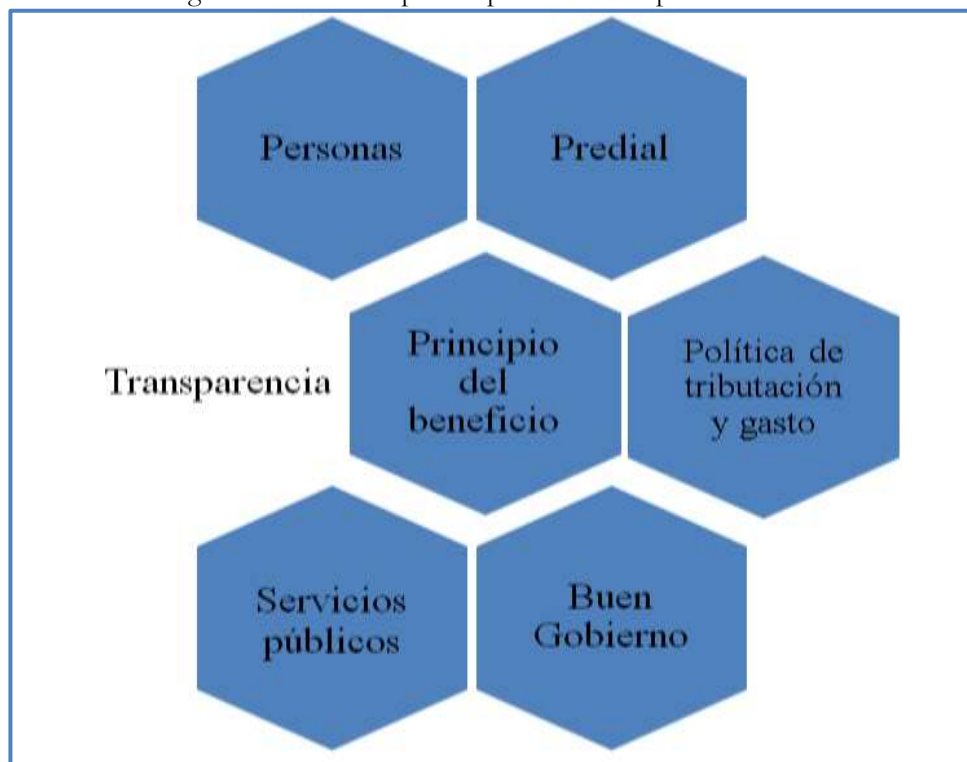 Personas
Predial
Transparencia
Principio
del
beneficio
Política de
tributación
y gasto
Servicios
públicos
Buen
Gobierno